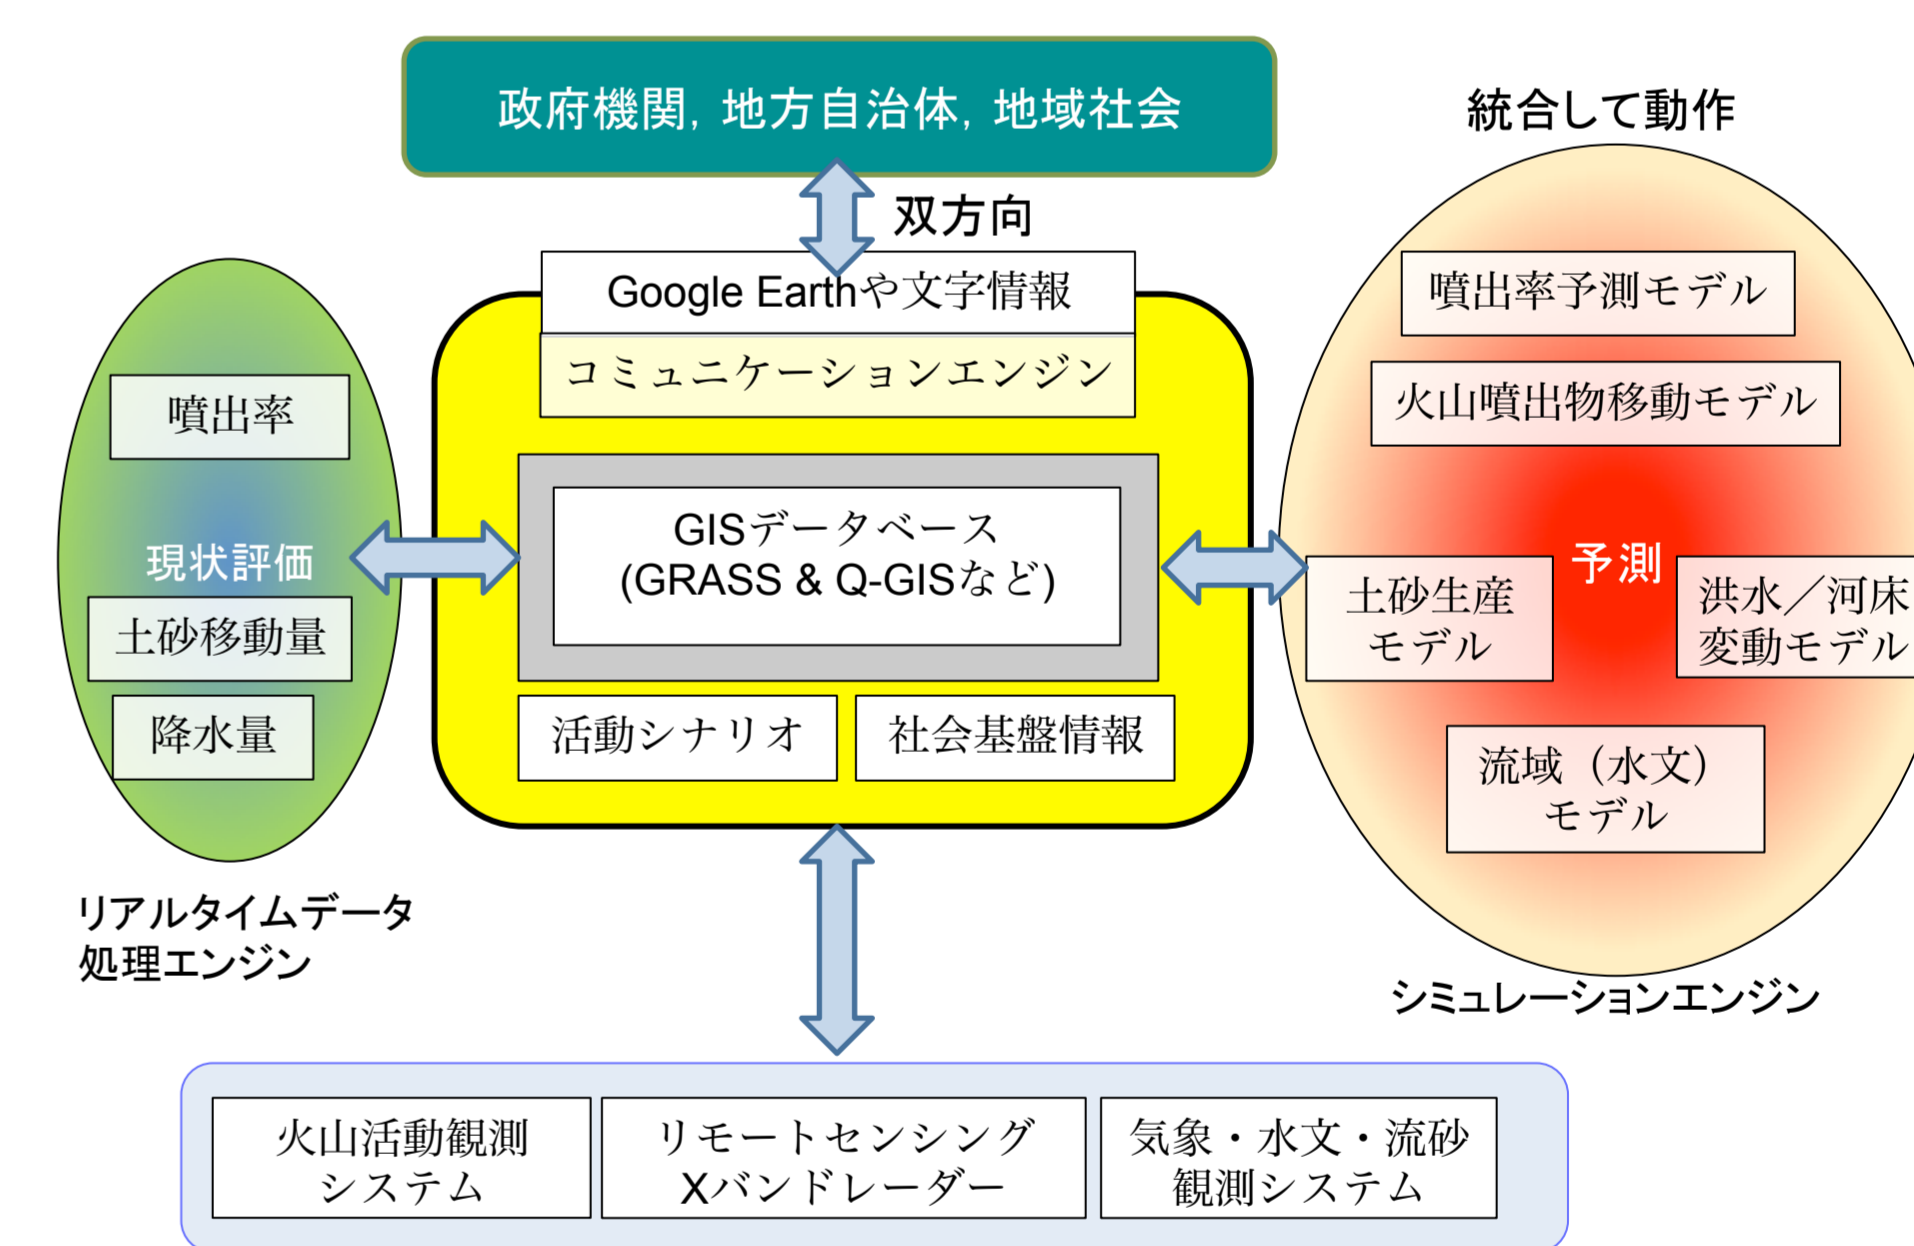 政府機関, 地方自治体, 地域社会
統合して動作
双方向
Google Earthや文字情報
コミュニケーションエンジン
噴出率
現状評価
土砂移動量
降水量
リアルタイムデータ
処理エンジン
GISデータベース
(GRASS & Q-GISなど)
活動シナリオ
社会基盤情報
噴出率予測モデル
火山噴出物移動モデル
予測
土砂生産
モデル
洪水／河床
変動モデル
流域（水文）
モデル
シミュレーションエンジン
火山活動観測
システム
リモートセンシング
Xバンドレーダー
気象・水文・流砂
観測システム